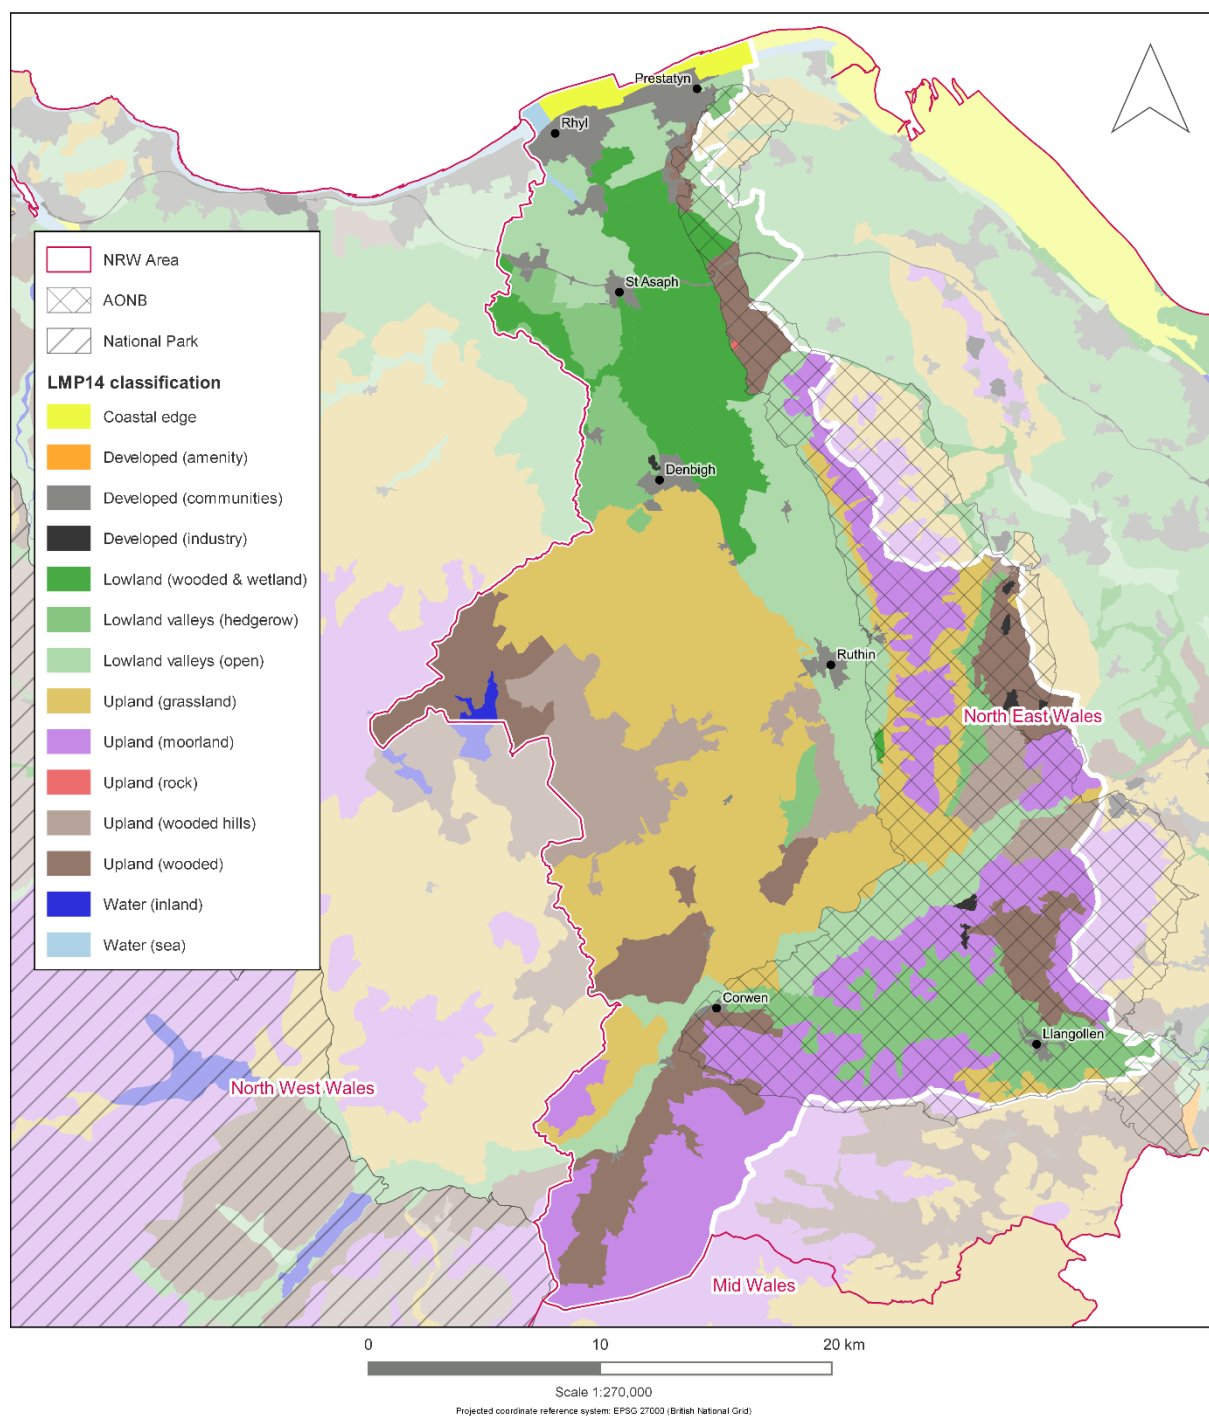 Prestatyn
Rhyl
St Asaph
Denbigh
Ruthin
North East Wales
Corwen
Llangollen
North West Wales
Mid Wales
NRW Area
AONB
National Park
LMP14 classification
Coastal edge
Developed (amenity)
Developed (communities)
Developed (industry)
Lowland (wooded & wetland)
Lowland valleys (hedgerow)
Lowland valleys (open)
Upland (grassland)
Upland (moorland)
Upland (rock)
Upland (wooded hills)
Upland (wooded)
Water (inland)
Water (sea)
0 10 20 km
Scale 1:270,000
Projected coordinate reference system: EPSG 27000 (British National Grid)